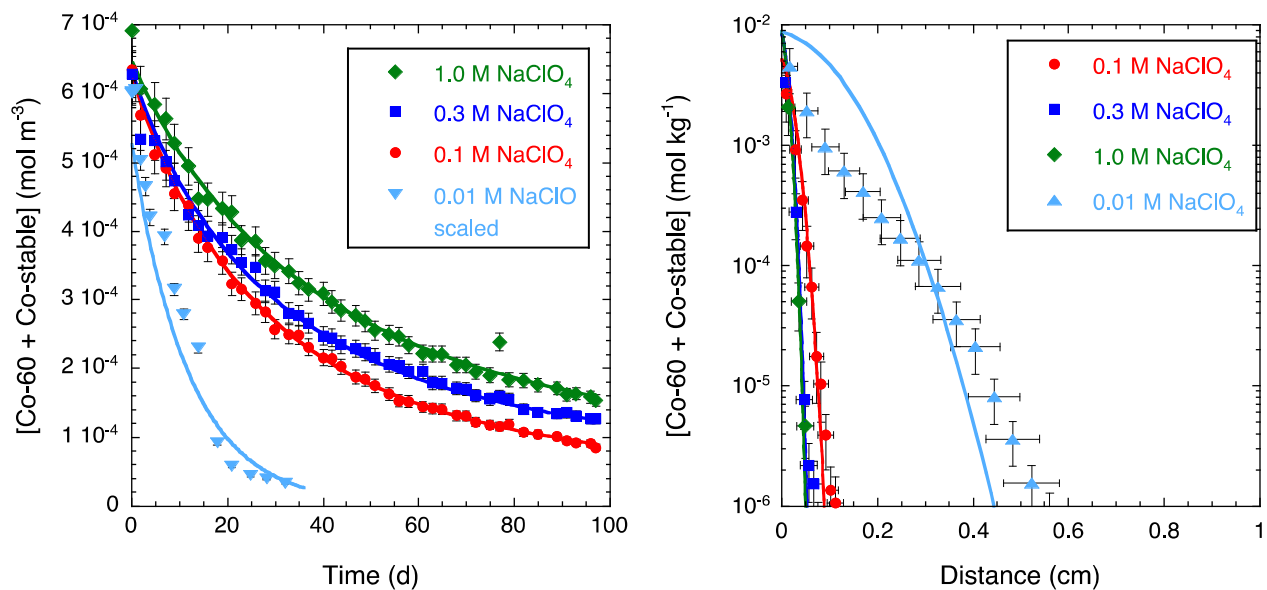 7 10⁻⁴
6 10⁻⁴
5 10⁻⁴
4 10⁻⁴
3 10⁻⁴
2 10⁻⁴
1 10⁻⁴
0
[Co-60 + Co-stable] (mol m⁻³)
1.0 M NaClO₄
0.3 M NaClO₄
0.1 M NaClO₄
0.01 M NaClO
scaled
0 20 40 60 80 100
Time (d)
10⁻²
10⁻³
10⁻⁴
10⁻⁵
10⁻⁶
[Co-60 + Co-stable] (mol kg⁻¹)
0.1 M NaClO₄
0.3 M NaClO₄
1.0 M NaClO₄
0.01 M NaClO₄
0 0.2 0.4 0.6 0.8 1
Distance (cm)